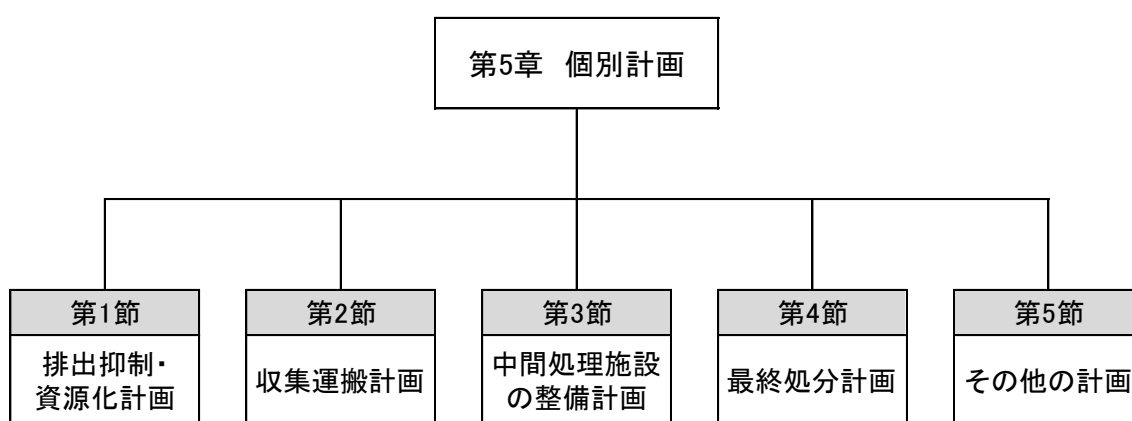 第5章 個別計画
第1節
排出抑制・
資源化計画
第2節
収集運搬計画
第3節
中間処理施設
の整備計画
第4節
最終処分計画
第5節
その他の計画